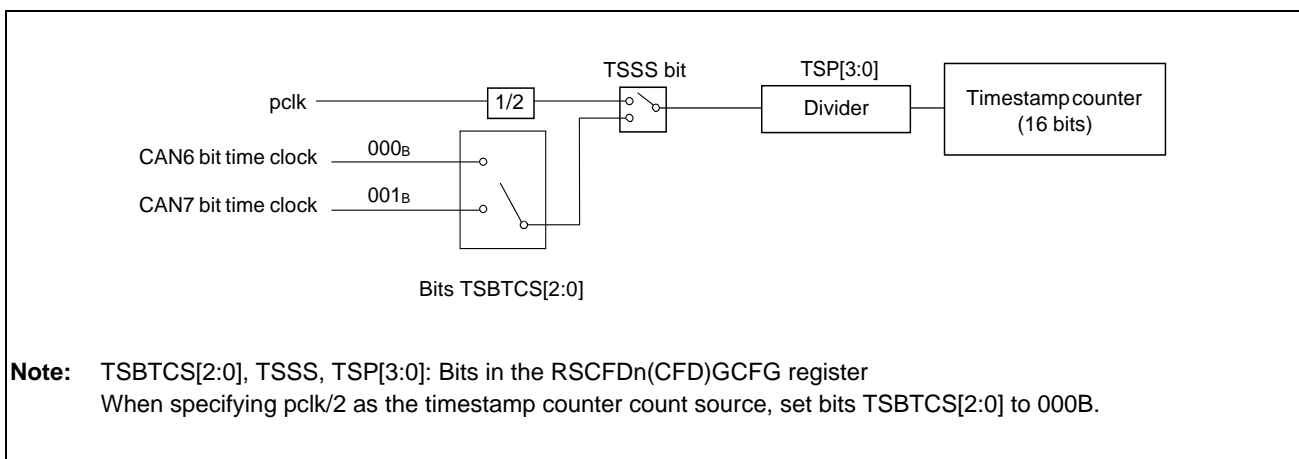 TSSS bit
TSP[3:0]
pclk
1/2
Divider
Timestamp counter
(16 bits)
CAN6 bit time clock
000B
CAN7 bit time clock
001B
Bits TSBTCS[2:0]
Note: TSBTCS[2:0], TSSS, TSP[3:0]: Bits in the RSCFDn(CFD)GCFG register
When specifying pclk/2 as the timestamp counter count source, set bits TSBTCS[2:0] to 000B.